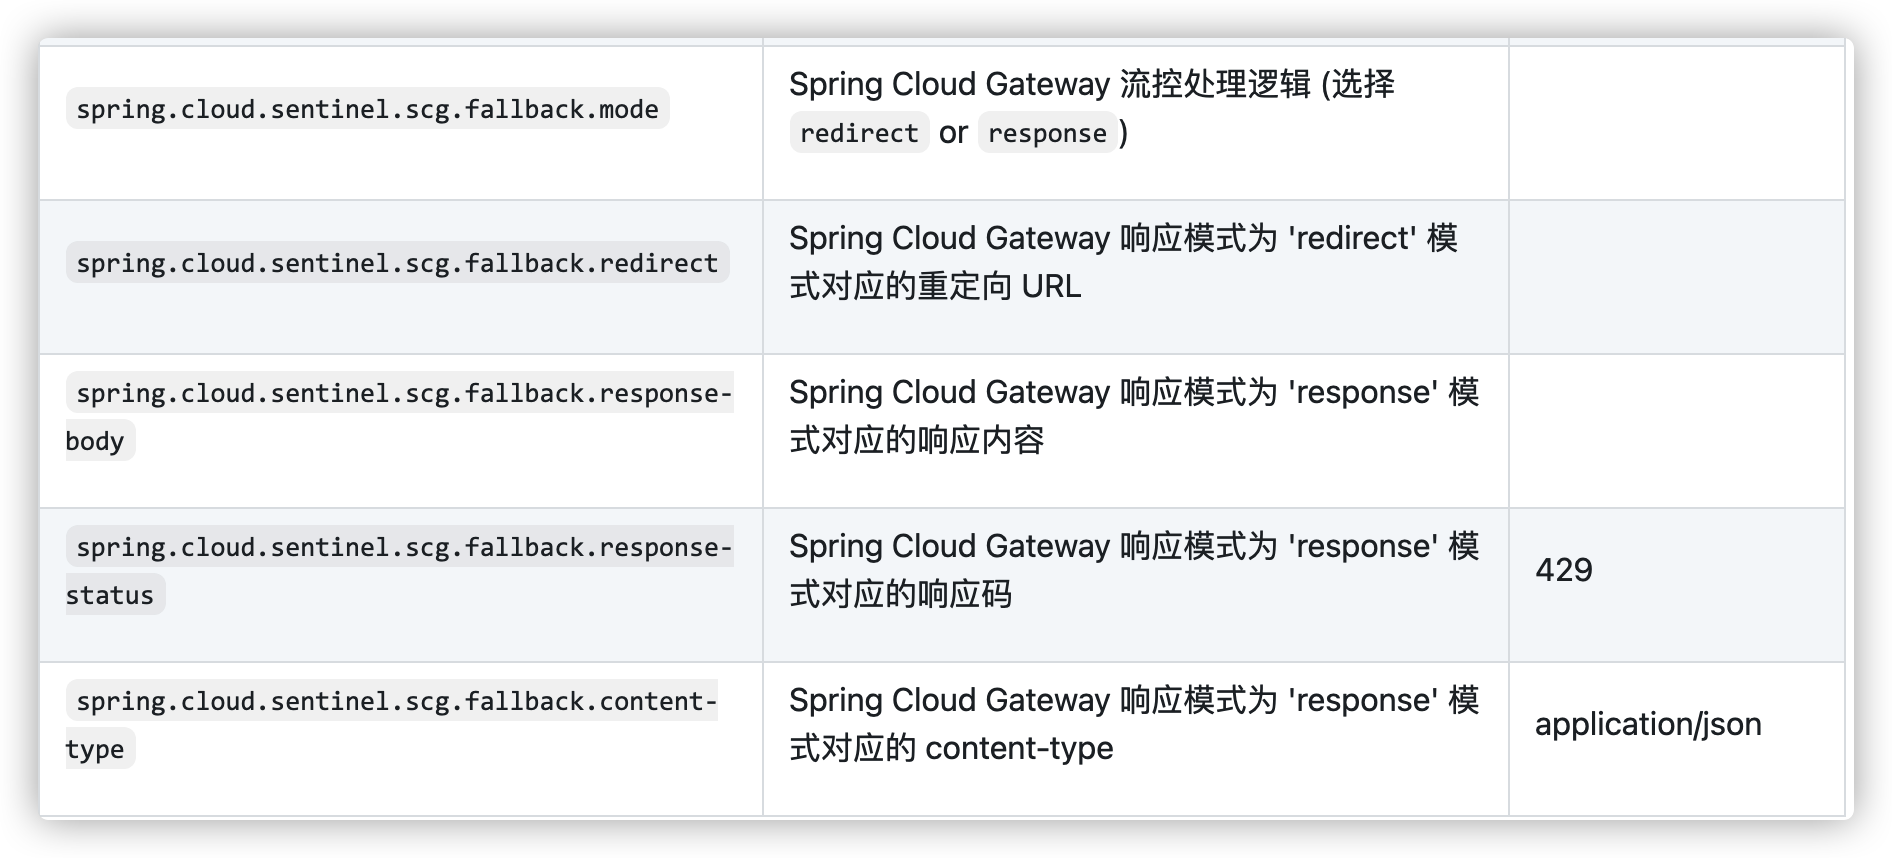 spring.cloud.sentinel.scg.fallback.mode
Spring Cloud Gateway 流控处理逻辑 (选择
redirect or response)
spring.cloud.sentinel.scg.fallback.redirect
Spring Cloud Gateway 响应模式为 'redirect' 模
式对应的重定向 URL
spring.cloud.sentinel.scg.fallback.response-
body
Spring Cloud Gateway 响应模式为 'response' 模
式对应的响应内容
spring.cloud.sentinel.scg.fallback.response-
status
Spring Cloud Gateway 响应模式为 'response' 模
式对应的响应码
429
spring.cloud.sentinel.scg.fallback.content-
type
Spring Cloud Gateway 响应模式为 'response' 模
式对应的 content-type
application/json